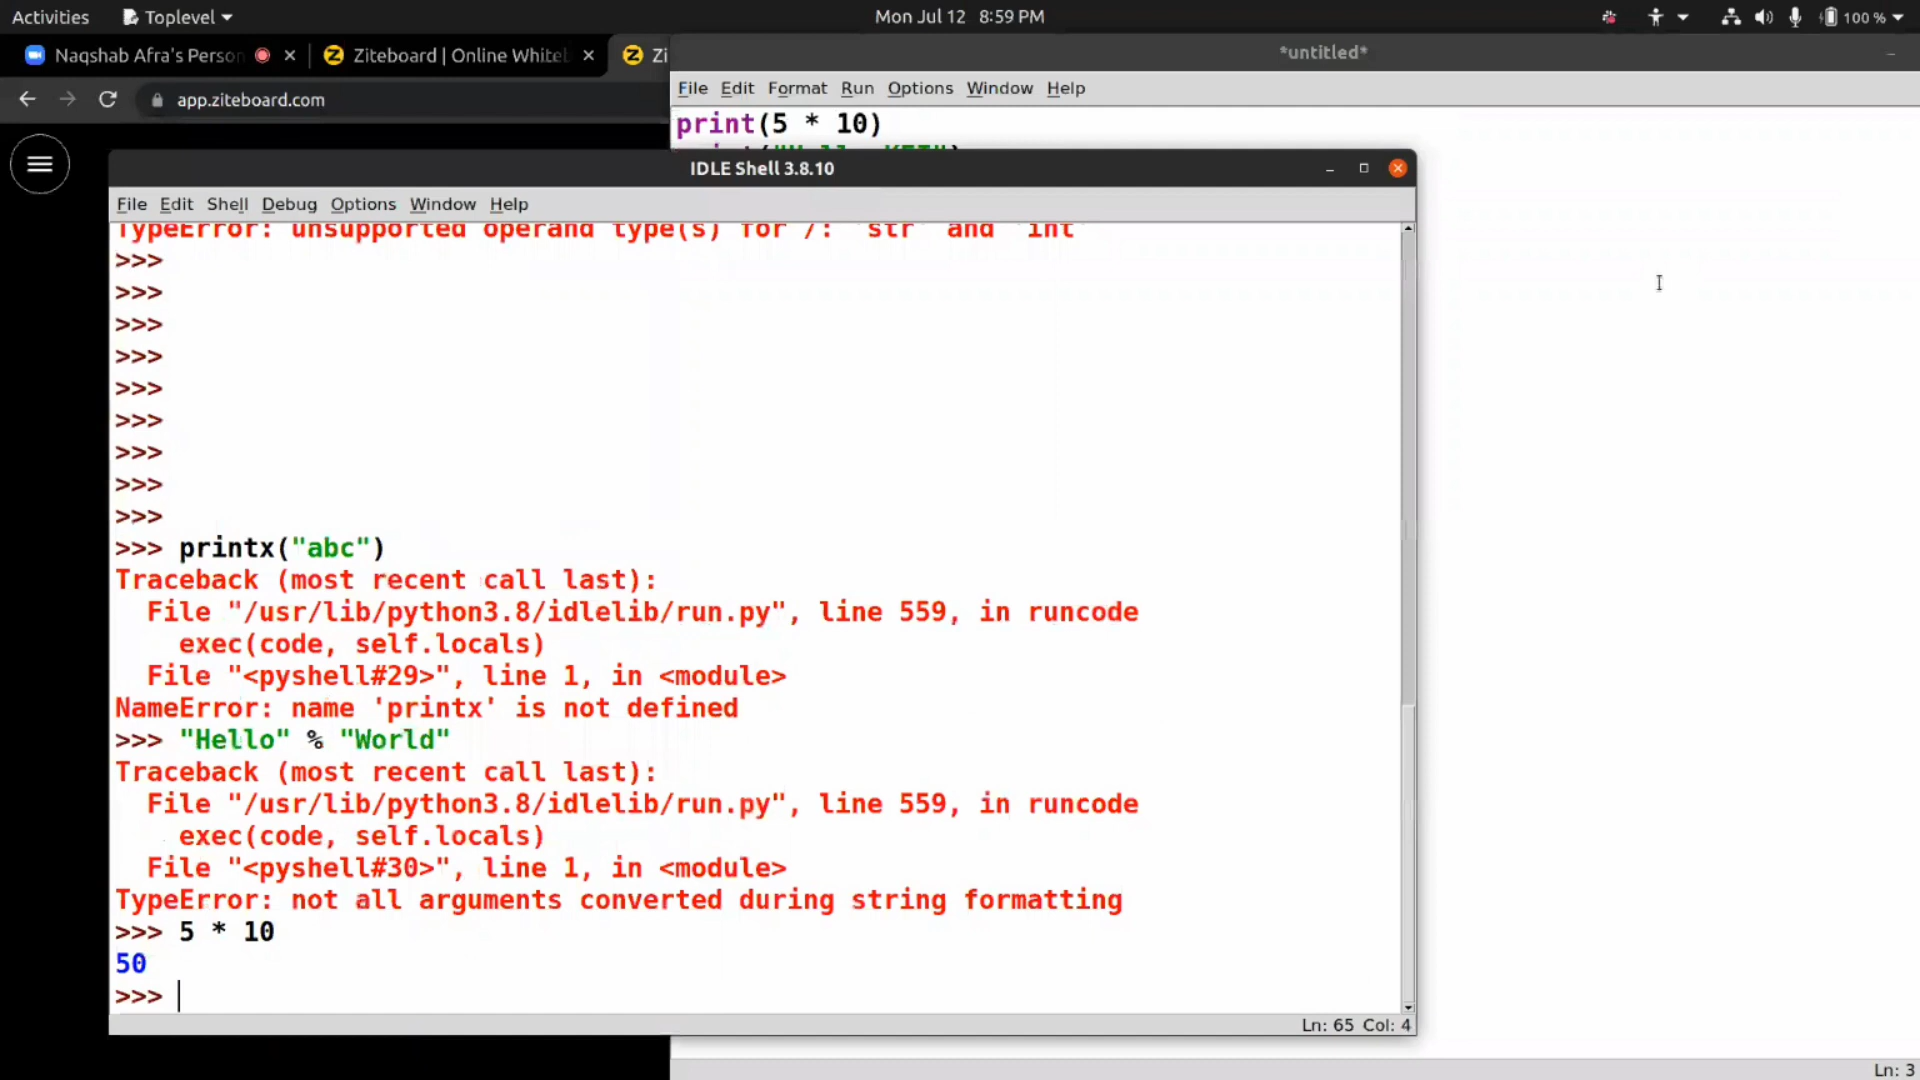 Activities Toplevel Mon Jul 12 8:59 PM 100 %
Naqshab Afra's Person Ziteboard | Online Whitel Zi *untitled*
app.ziteboard.com
File Edit Format Run Options Window Help
print(5 * 10)
IDLE Shell 3.8.10
File Edit Shell Debug Options Window Help
TypeError: unsupported operand type(s) for /: 'str' and 'int'
>>>
>>>
>>>
>>>
>>>
>>>
>>>
>>>
>>>
>>> printx("abc")
Traceback (most recent call last):
  File "/usr/lib/python3.8/idlelib/run.py", line 559, in runcode
    exec(code, self.locals)
  File "<pyshell#29>", line 1, in <module>
NameError: name 'printx' is not defined
>>> "Hello" % "World"
Traceback (most recent call last):
  File "/usr/lib/python3.8/idlelib/run.py", line 559, in runcode
    exec(code, self.locals)
  File "<pyshell#30>", line 1, in <module>
TypeError: not all arguments converted during string formatting
>>> 5 * 10
50
>>>
Ln: 65 Col: 4
Ln: 3